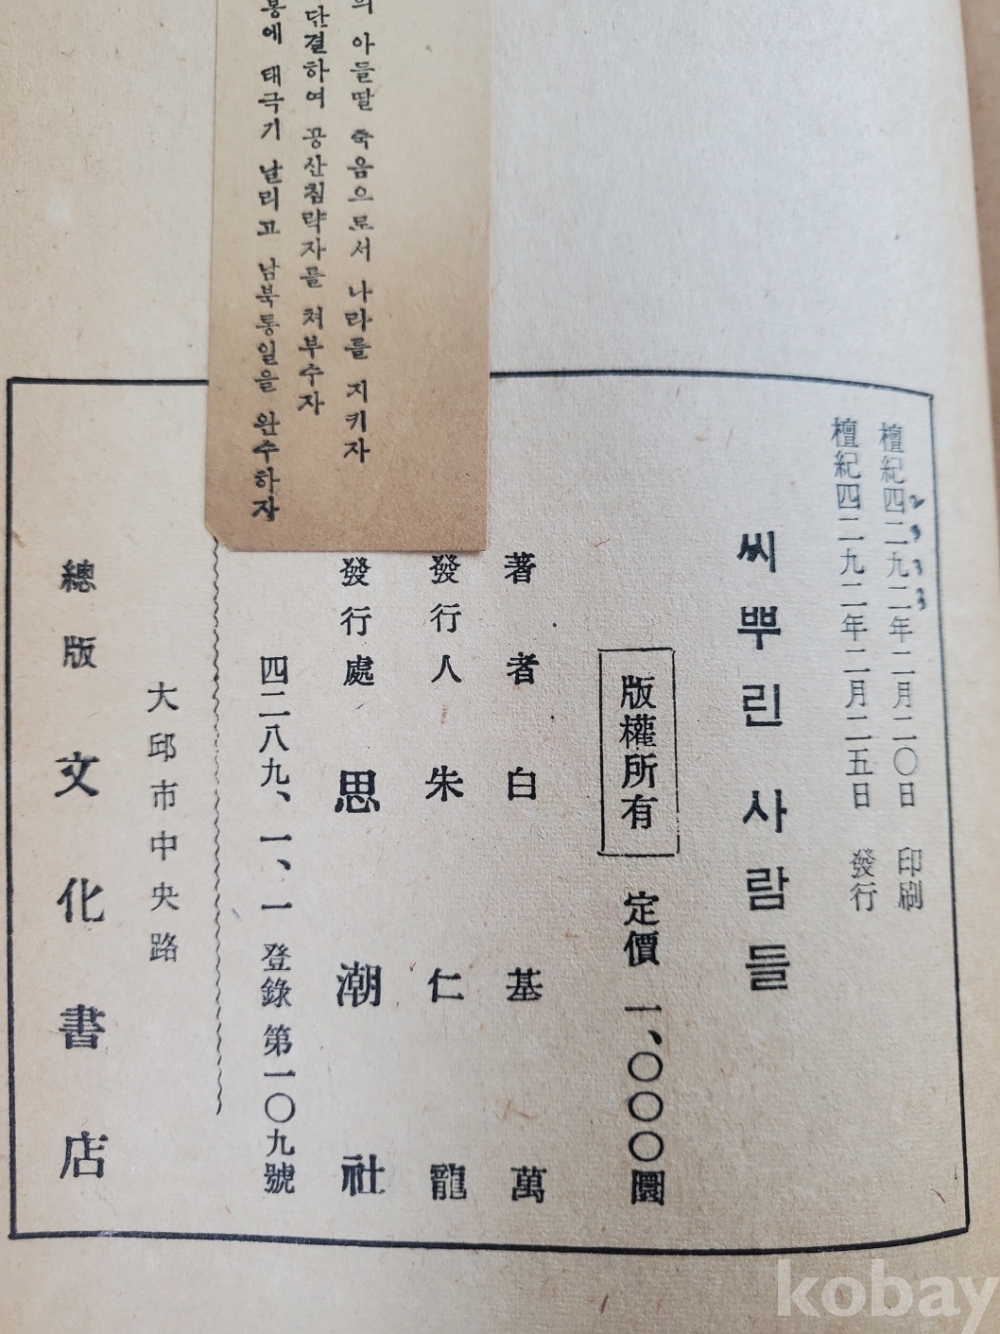 의 아들딸 죽음으로서 나라를 지키자
단결하여 공산침략자를 처부수자
봉에 태극기 날리고 남북통일을 완수하자
檀紀四二九二年二月二〇日 印刷
檀紀四二九二年二月二五日 發行
씨뿌린 사람들
版權所有 定價 一、〇〇〇圜
著者 白基萬
發行人 朱仁龍
發行處 思潮社
四二八九、一、一 登錄 第一〇九號
大邱市中央路
總版 文化書店
kobay